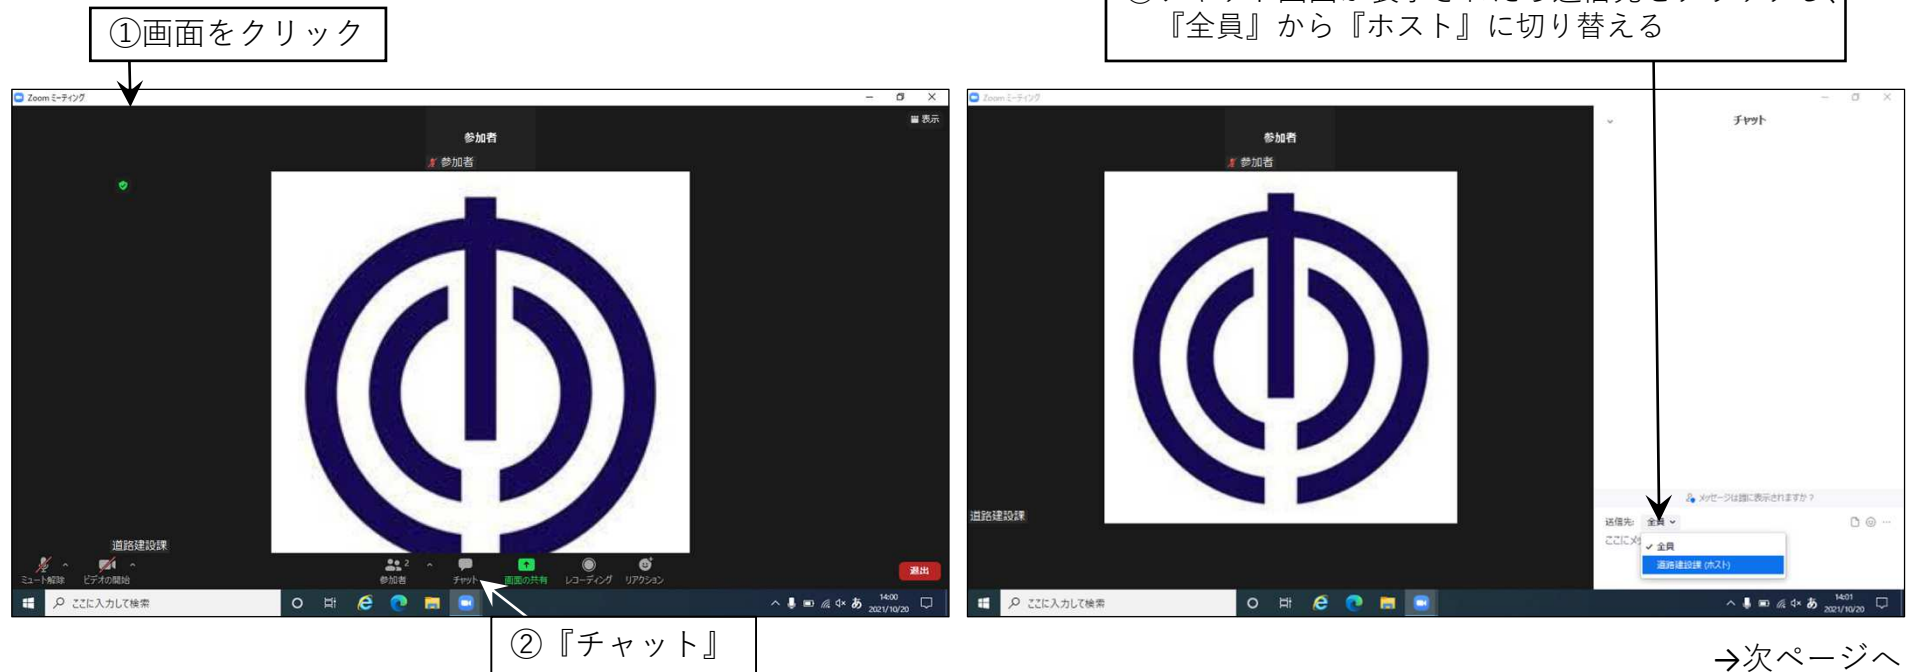 ①画面をクリック
『全員』から『ホスト』に切り替える
Zoom ミーティング
表示
参加者
参加者
道路建設課
ミュート解除
ビデオの開始
2
参加者
チャット
画面の共有
レコーディング
リアクション
退出
ここに入力して検索
あ
14:00
2021/10/20
②『チャット』
Zoom ミーティング
チャット
参加者
参加者
道路建設課
メッセージは誰に表示されますか？
送信先: 全員
ここにメ
全員
道路建設課 (ホスト)
ここに入力して検索
あ
14:01
2021/10/20
→次ページへ